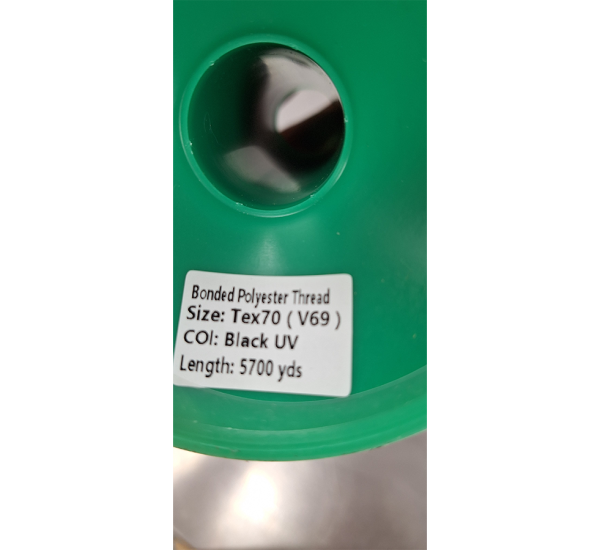 Bonded Polyester Thread
Size: Tex70 ( V69 )
COl: Black UV
Length: 5700 yds